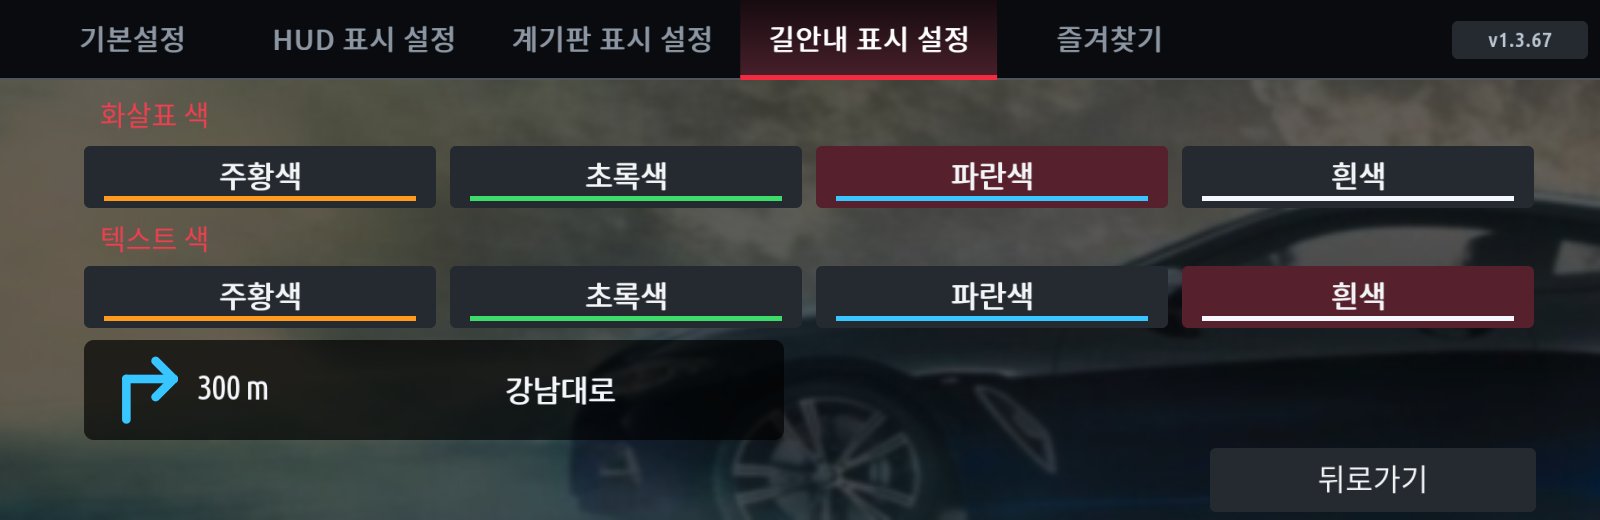 기본설정 HUD 표시 설정 계기판 표시 설정 길안내 표시 설정 즐겨찾기 v1.3.67
화살표 색
주황색 초록색 파란색 흰색
텍스트 색
주황색 초록색 파란색 흰색
300 m 강남대로
뒤로가기